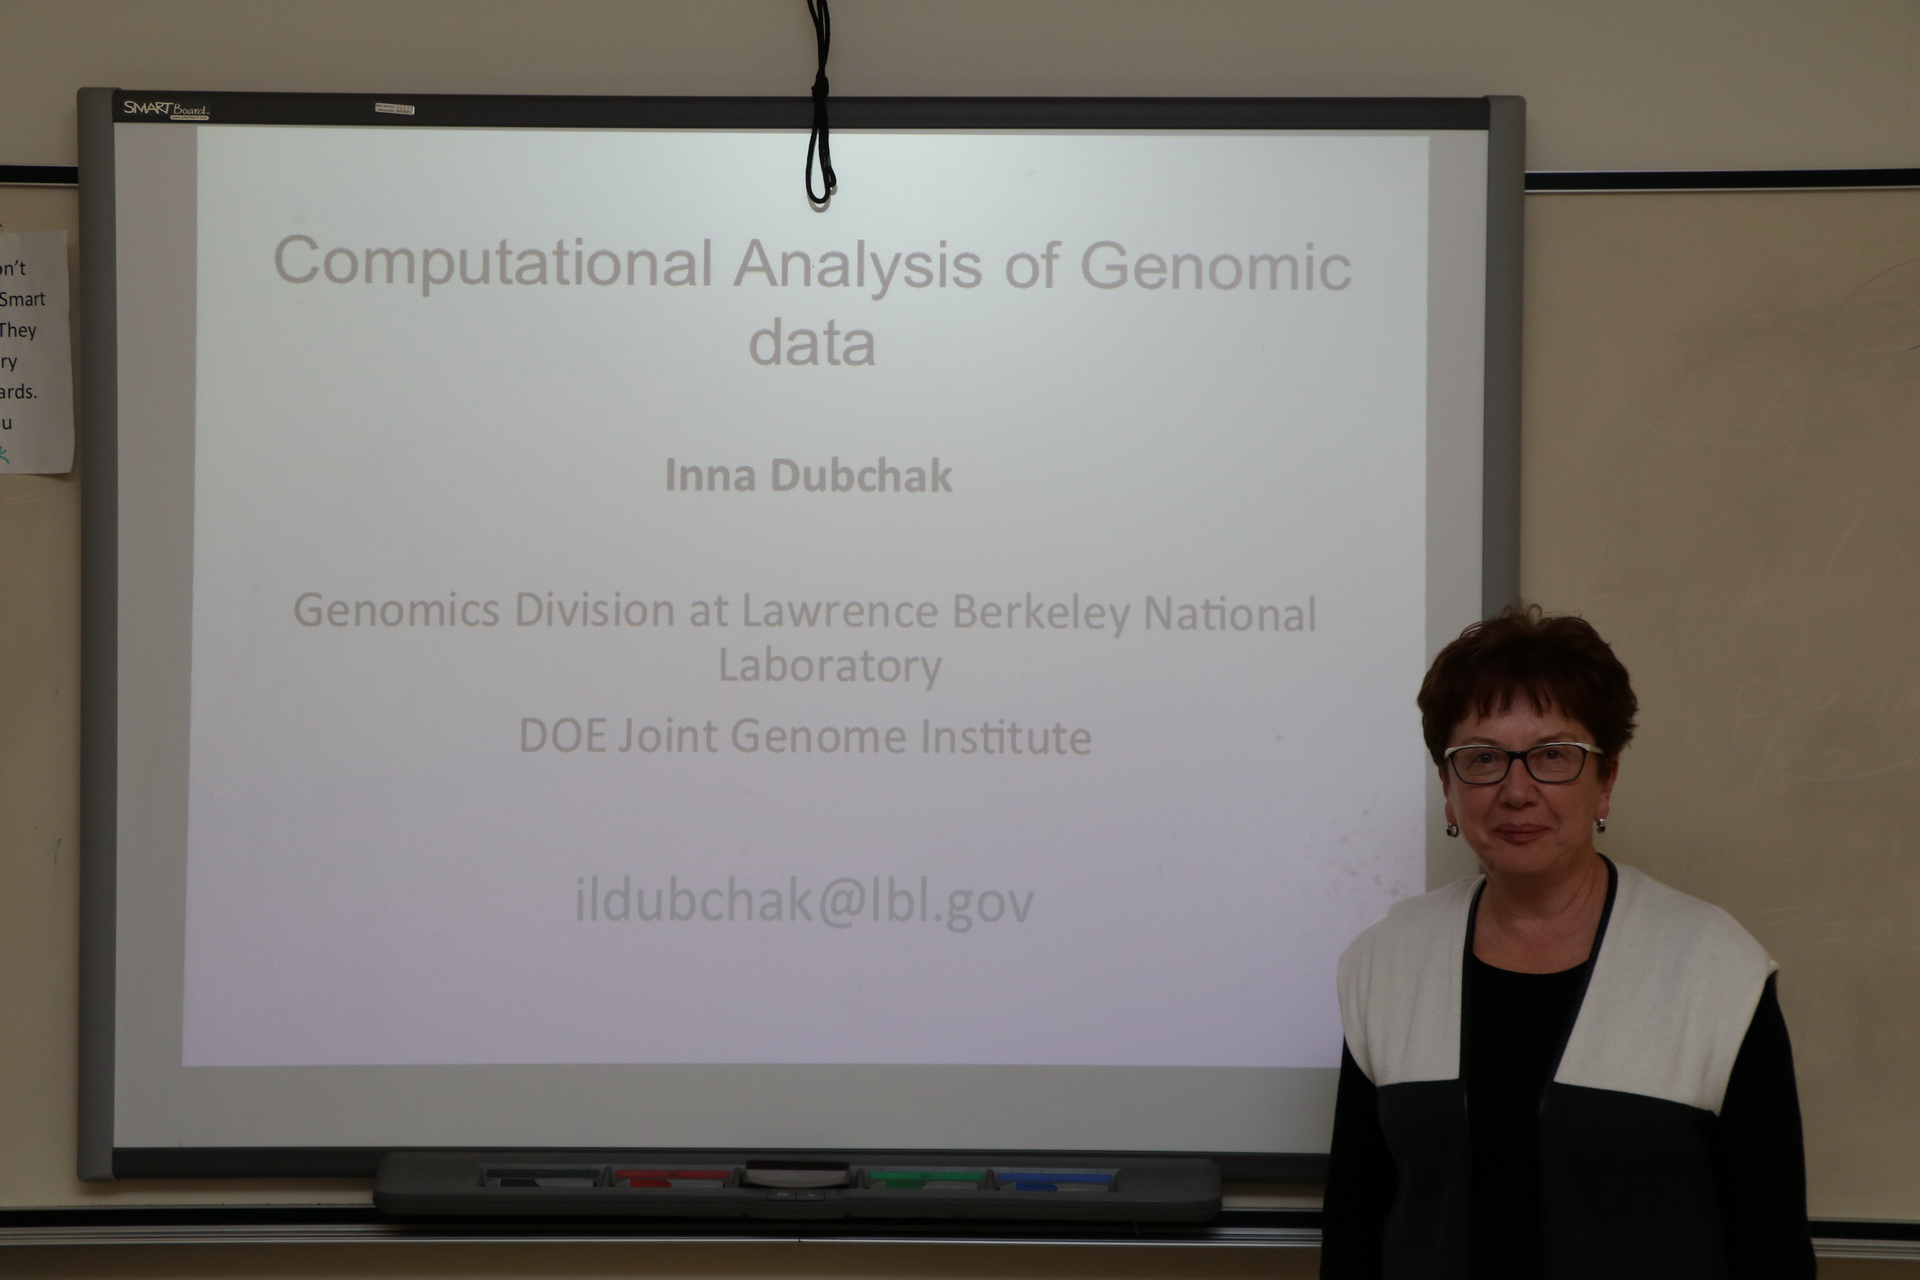 SMART Board
Computational Analysis of Genomic
data
Inna Dubchak
Genomics Division at Lawrence Berkeley National
Laboratory
DOE Joint Genome Institute
ildubchak@lbl.gov
on't
Smart
They
ry
ards.
u